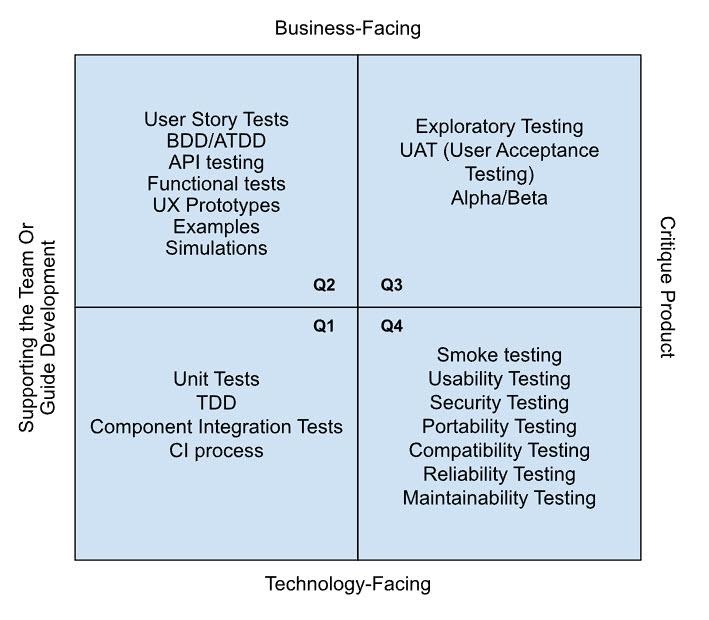 Business-Facing
User Story Tests
BDD/ATDD
API testing
Functional tests
UX Prototypes
Examples
Simulations
Q2
Exploratory Testing
UAT (User Acceptance
Testing)
Alpha/Beta
Q3
Supporting the Team Or
Guide Development
Critique Product
Q1
Unit Tests
TDD
Component Integration Tests
CI process
Q4
Smoke testing
Usability Testing
Security Testing
Portability Testing
Compatibility Testing
Reliability Testing
Maintainability Testing
Technology-Facing